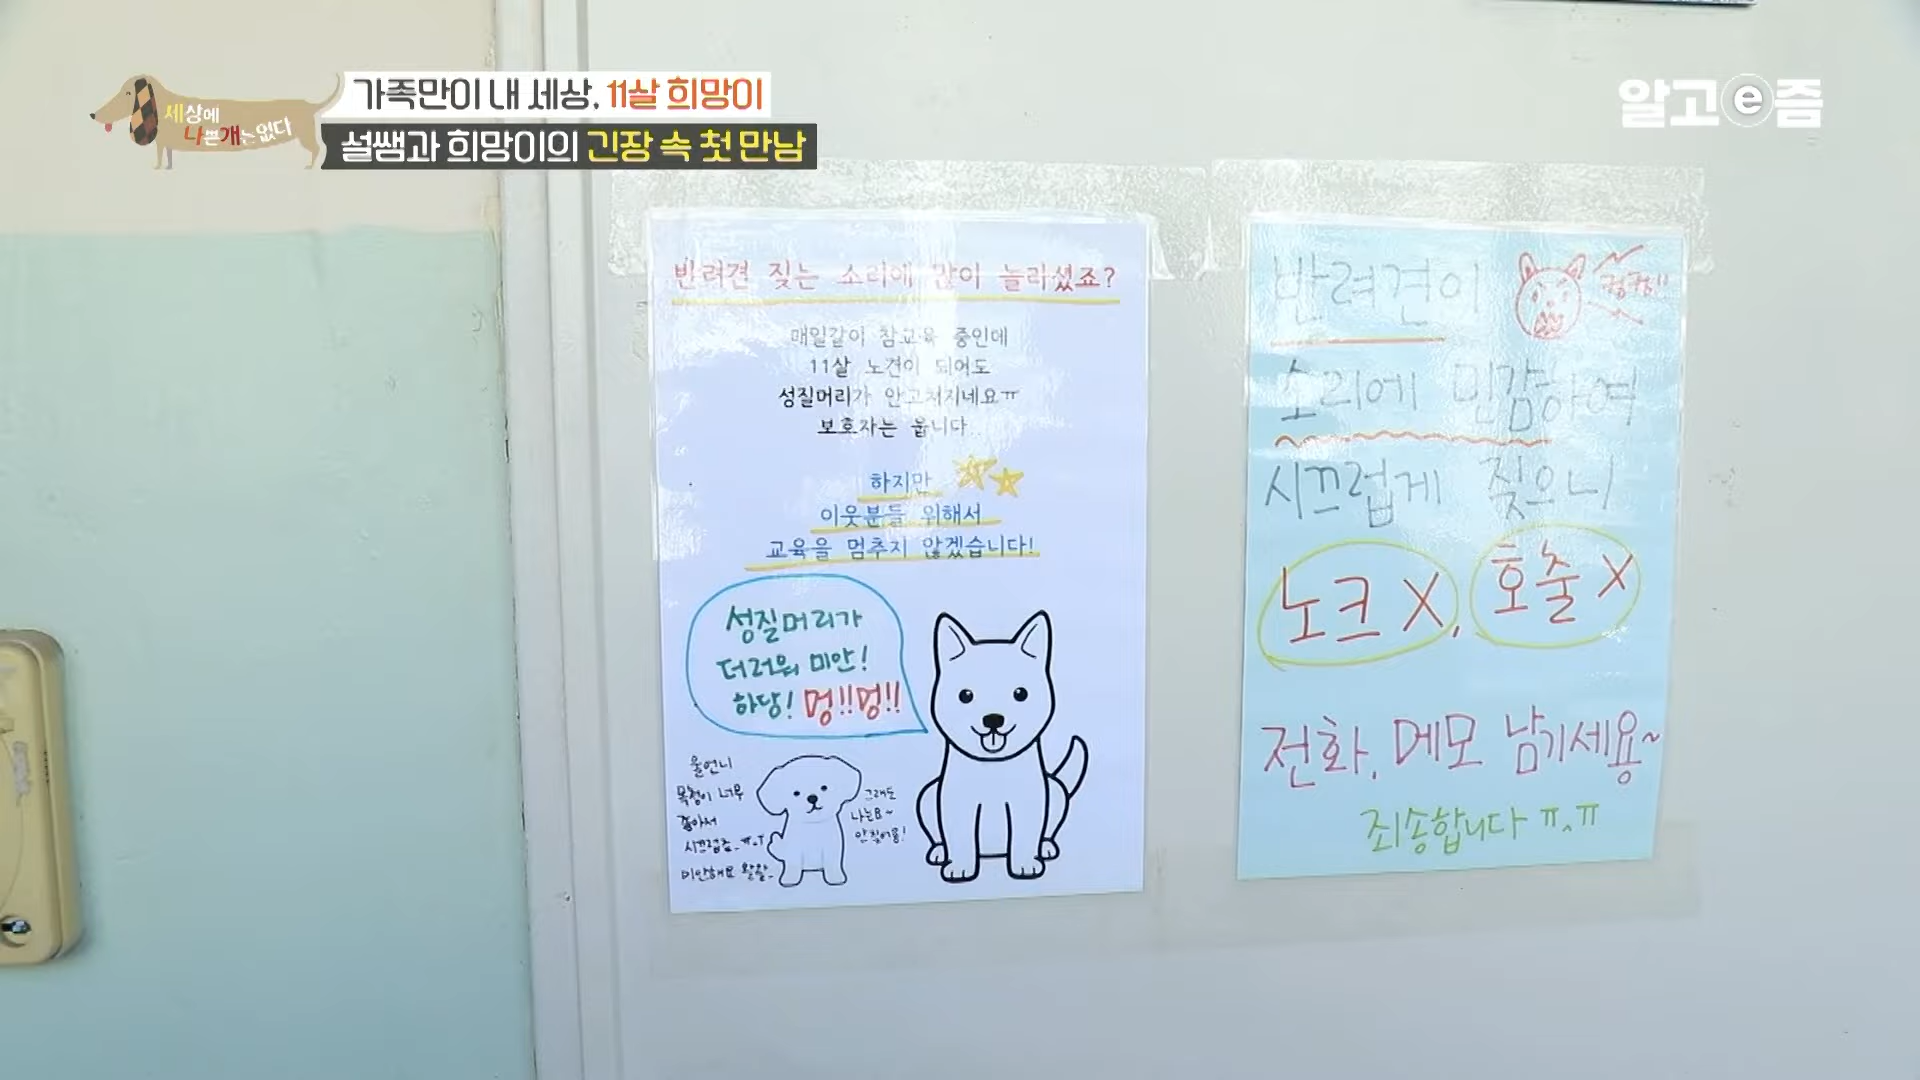 세상에
나쁜개는 없다
가족만이 내 세상, 11살 희망이
설쌤과 희망이의 긴장 속 첫 만남
알고e즘
반려견 짖는 소리에 많이 놀라셨죠?
매일같이 참교육 중인데
11살 노견이 되어도
성질머리가 안고쳐지네요ㅠ
보호자는 웁니다..
하지만
이웃분들 위해서
교육을 멈추지 않겠습니다!
성질머리가
더러워 미안!
하당! 멍!!멍!!
울언니
목청이 너무
좋아서
시끄럽죠..ㅠ.ㅜ
미안해요 왈왈..
그래도
나는요~
안짖어용!
반려견이
컹컹!!
소리에 민감하여
시끄럽게 짖으니
노크 X, 호출 X
전화, 메모 남기세용~
죄송합니다 ㅠ.ㅠ